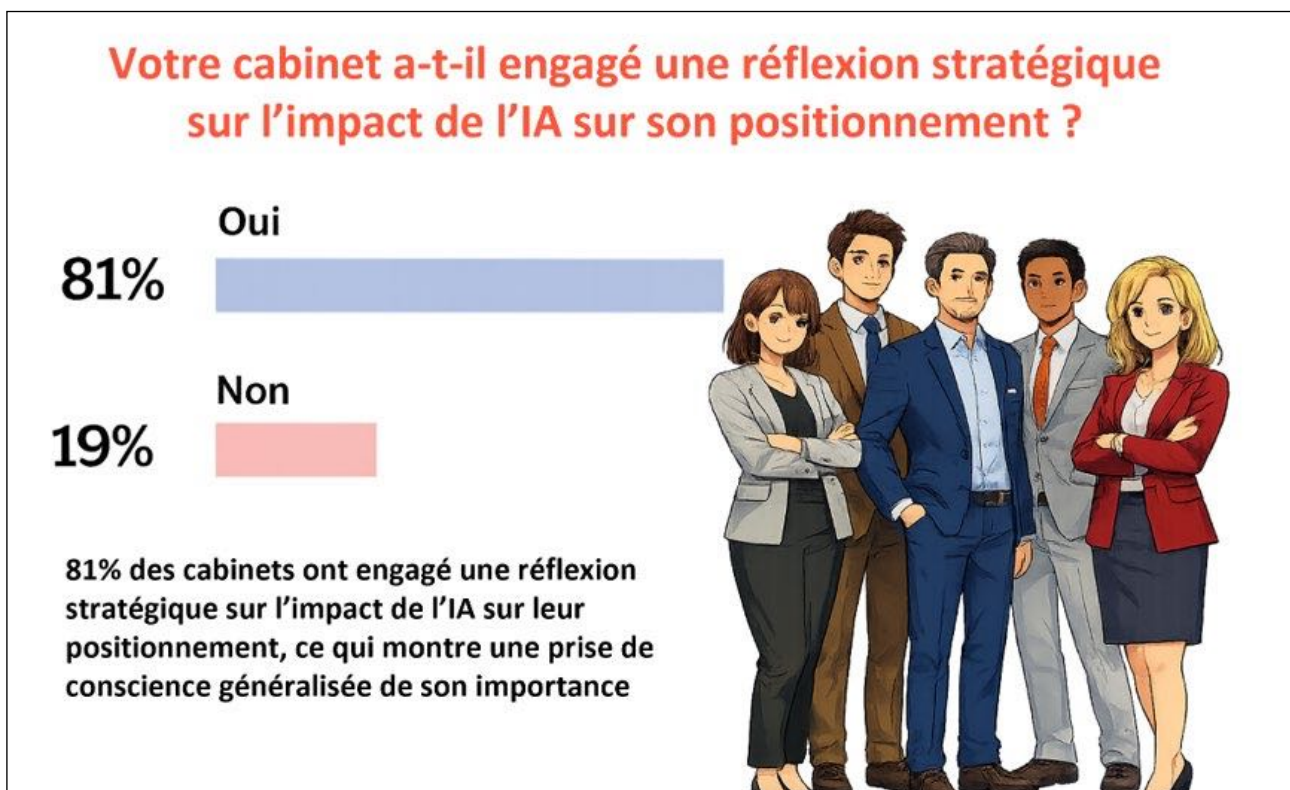 Votre cabinet a-t-il engagé une réflexion stratégique
sur l’impact de l’IA sur son positionnement ?
Oui
81%
Non
19%
81% des cabinets ont engagé une réflexion
stratégique sur l’impact de l’IA sur leur
positionnement, ce qui montre une prise de
conscience généralisée de son importance